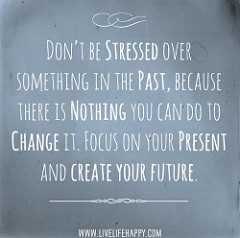 Don't be Stressed over
something in the Past, because
there is Nothing you can do to
Change it. Focus on your Present
and create your future.
www.livelifehappy.com